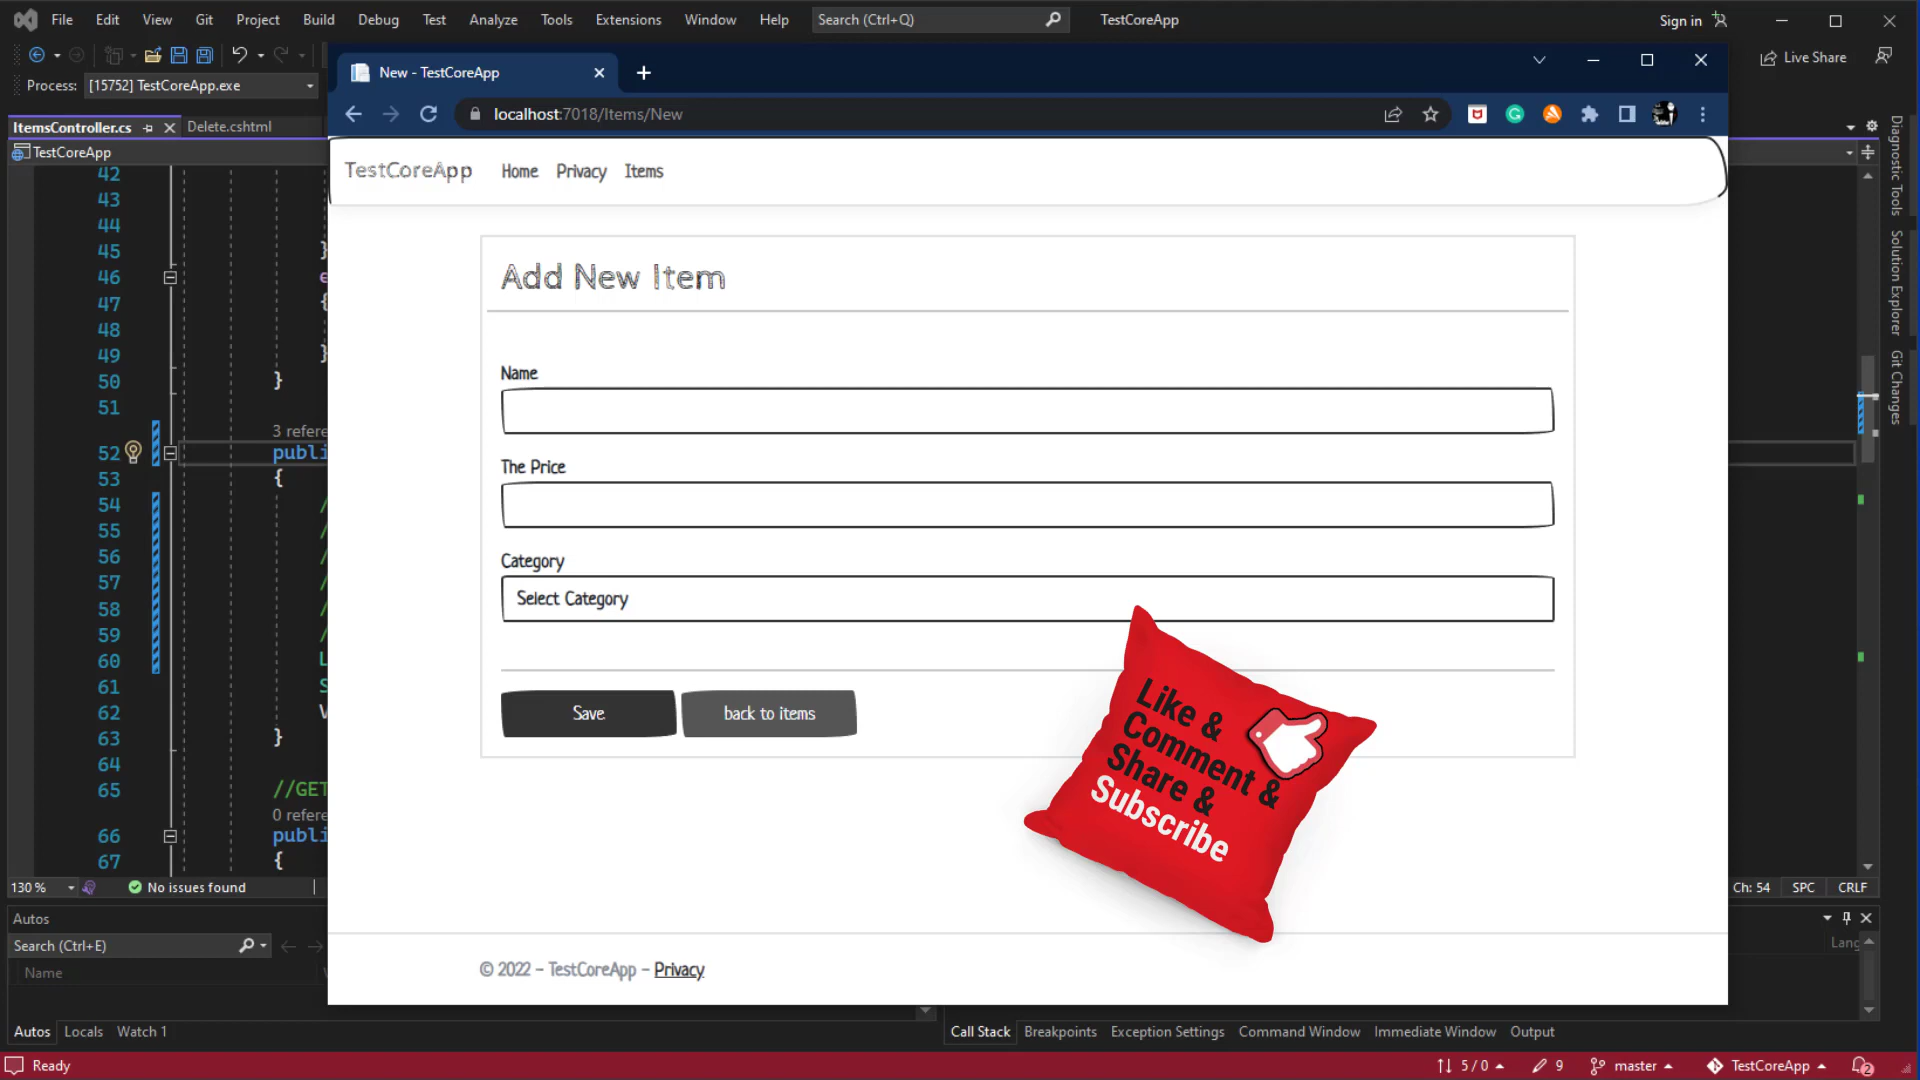 File Edit View Git Project Build Debug Test Analyze Tools Extensions Window Help Search (Ctrl+Q) TestCoreApp Sign in
Live Share
Process: [15752] TestCoreApp.exe
ItemsController.cs Delete.cshtml
TestCoreApp
New - TestCoreApp
localhost:7018/Items/New
TestCoreApp Home Privacy Items
Add New Item
Name
The Price
Category
Select Category
Save back to items
Like &
Comment &
Share &
Subscribe
© 2022 - TestCoreApp - Privacy
42
43
44
45 }
46 e
47 {
48
49 }
50 }
51
3 refere
52 publi
53 {
54 /
55 /
56 /
57 /
58 /
59 /
60 L
61 S
62 V
63 }
64
65 //GET
0 refere
66 publi
67 {
130 % No issues found Ch: 54 SPC CRLF
Diagnostic Tools
Solution Explorer
Git Changes
Autos
Search (Ctrl+E)
Name
Lang
Autos Locals Watch 1
Call Stack Breakpoints Exception Settings Command Window Immediate Window Output
Ready 5 / 0 9 master TestCoreApp 2